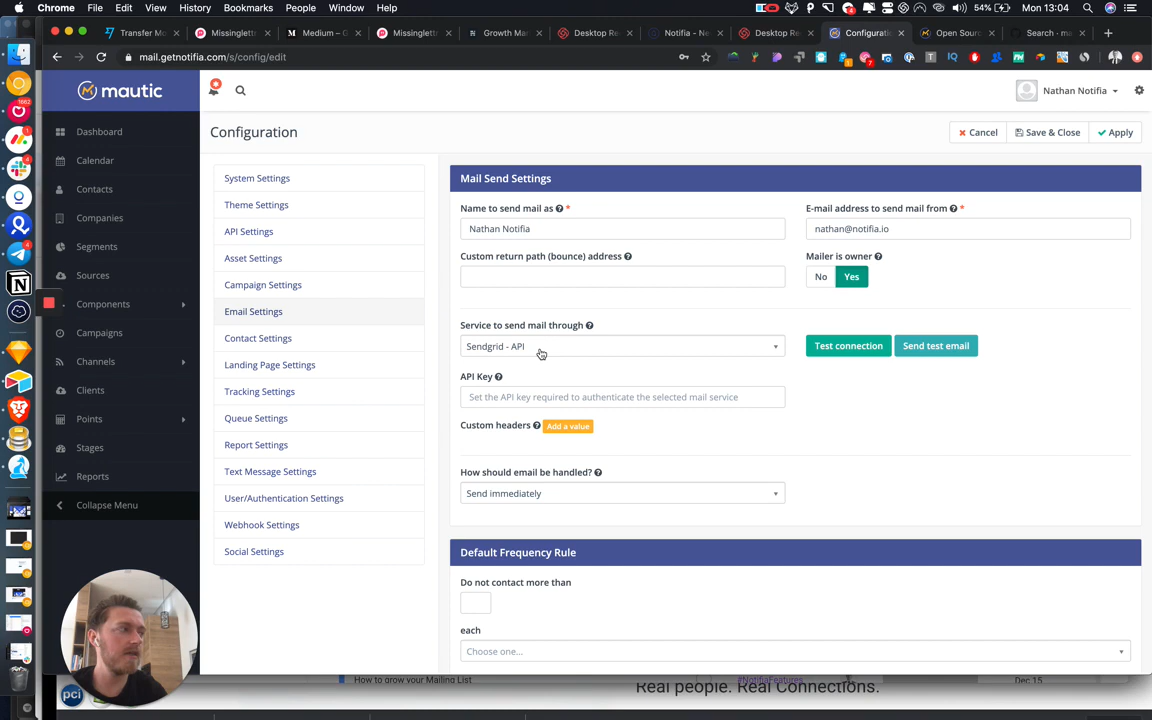 Chrome File Edit View History Bookmarks People Window Help 54% Mon 13:04
Transfer Mo Missinglett Medium – G Missinglett Growth Mar Desktop Re Notifia - Ne Desktop Re Configuratio Open Sourc Search - ma
mail.getnotifia.com/s/config/edit
mautic
Nathan Notifia
Configuration
Cancel Save & Close Apply
Dashboard
Calendar
Contacts
Companies
Segments
Sources
Components
Campaigns
Channels
Clients
Points
Stages
Reports
Collapse Menu
System Settings
Theme Settings
API Settings
Asset Settings
Campaign Settings
Email Settings
Contact Settings
Landing Page Settings
Tracking Settings
Queue Settings
Report Settings
Text Message Settings
User/Authentication Settings
Webhook Settings
Social Settings
Mail Send Settings
Name to send mail as *
Nathan Notifia
E-mail address to send mail from *
nathan@notifia.io
Custom return path (bounce) address
Mailer is owner
No Yes
Service to send mail through
Sendgrid - API
Test connection Send test email
API Key
Set the API key required to authenticate the selected mail service
Custom headers Add a value
How should email be handled?
Send immediately
Default Frequency Rule
Do not contact more than
each
Choose one...
How to grow your Mailing List
#NotifiaFeatures
Dec 15
Real people. Real Connections.
pci